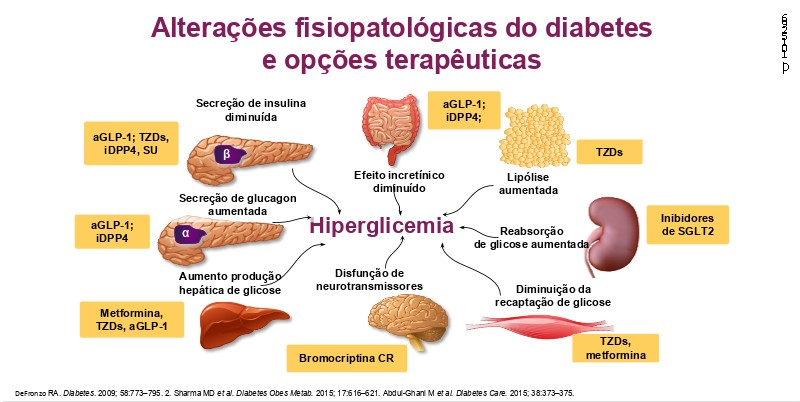 Alterações fisiopatológicas do diabetes
e opções terapêuticas
Secreção de insulina
diminuída
aGLP-1; TZDs,
iDPP4, SU
β
Efeito incretínico
diminuído
aGLP-1;
iDPP4;
Lipólise
aumentada
TZDs
Secreção de glucagon
aumentada
aGLP-1;
iDPP4
α
Hiperglicemia
Reabsorção
de glicose aumentada
Inibidores
de SGLT2
Aumento produção
hepática de glicose
Metformina,
TZDs, aGLP-1
Disfunção de
neurotransmissores
Bromocriptina CR
Diminuição da
recaptação de glicose
TZDs,
metformina
DeFronzo RA. Diabetes. 2009; 58:773–795. 2. Sharma MD et al. Diabetes Obes Metab. 2015; 17:616–621. Abdul-Ghani M et al. Diabetes Care. 2015; 38:373–375.